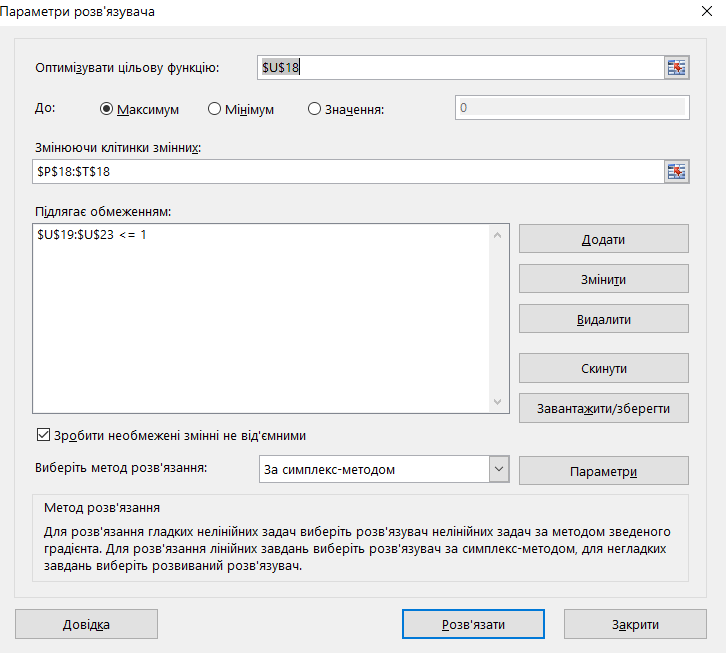 Параметри розв'язувача
Оптимізувати цільову функцію: $U$18
До: Максимум Мінімум Значення: 0
Змінюючи клітинки змінних:
$P$18:$T$18
Підлягає обмеженням:
$U$19:$U$23 <= 1
Додати
Змінити
Видалити
Скинути
Завантажити/зберегти
Зробити необмежені змінні не від'ємними
Виберіть метод розв'язання: За симплекс-методом Параметри
Метод розв'язання
Для розв'язання гладких нелінійних задач виберіть розв'язувач нелінійних задач за методом зведеного
градієнта. Для розв'язання лінійних завдань виберіть розв'язувач за симплекс-методом, для негладких
завдань виберіть розвиваний розв'язувач.
Довідка Розв'язати Закрити